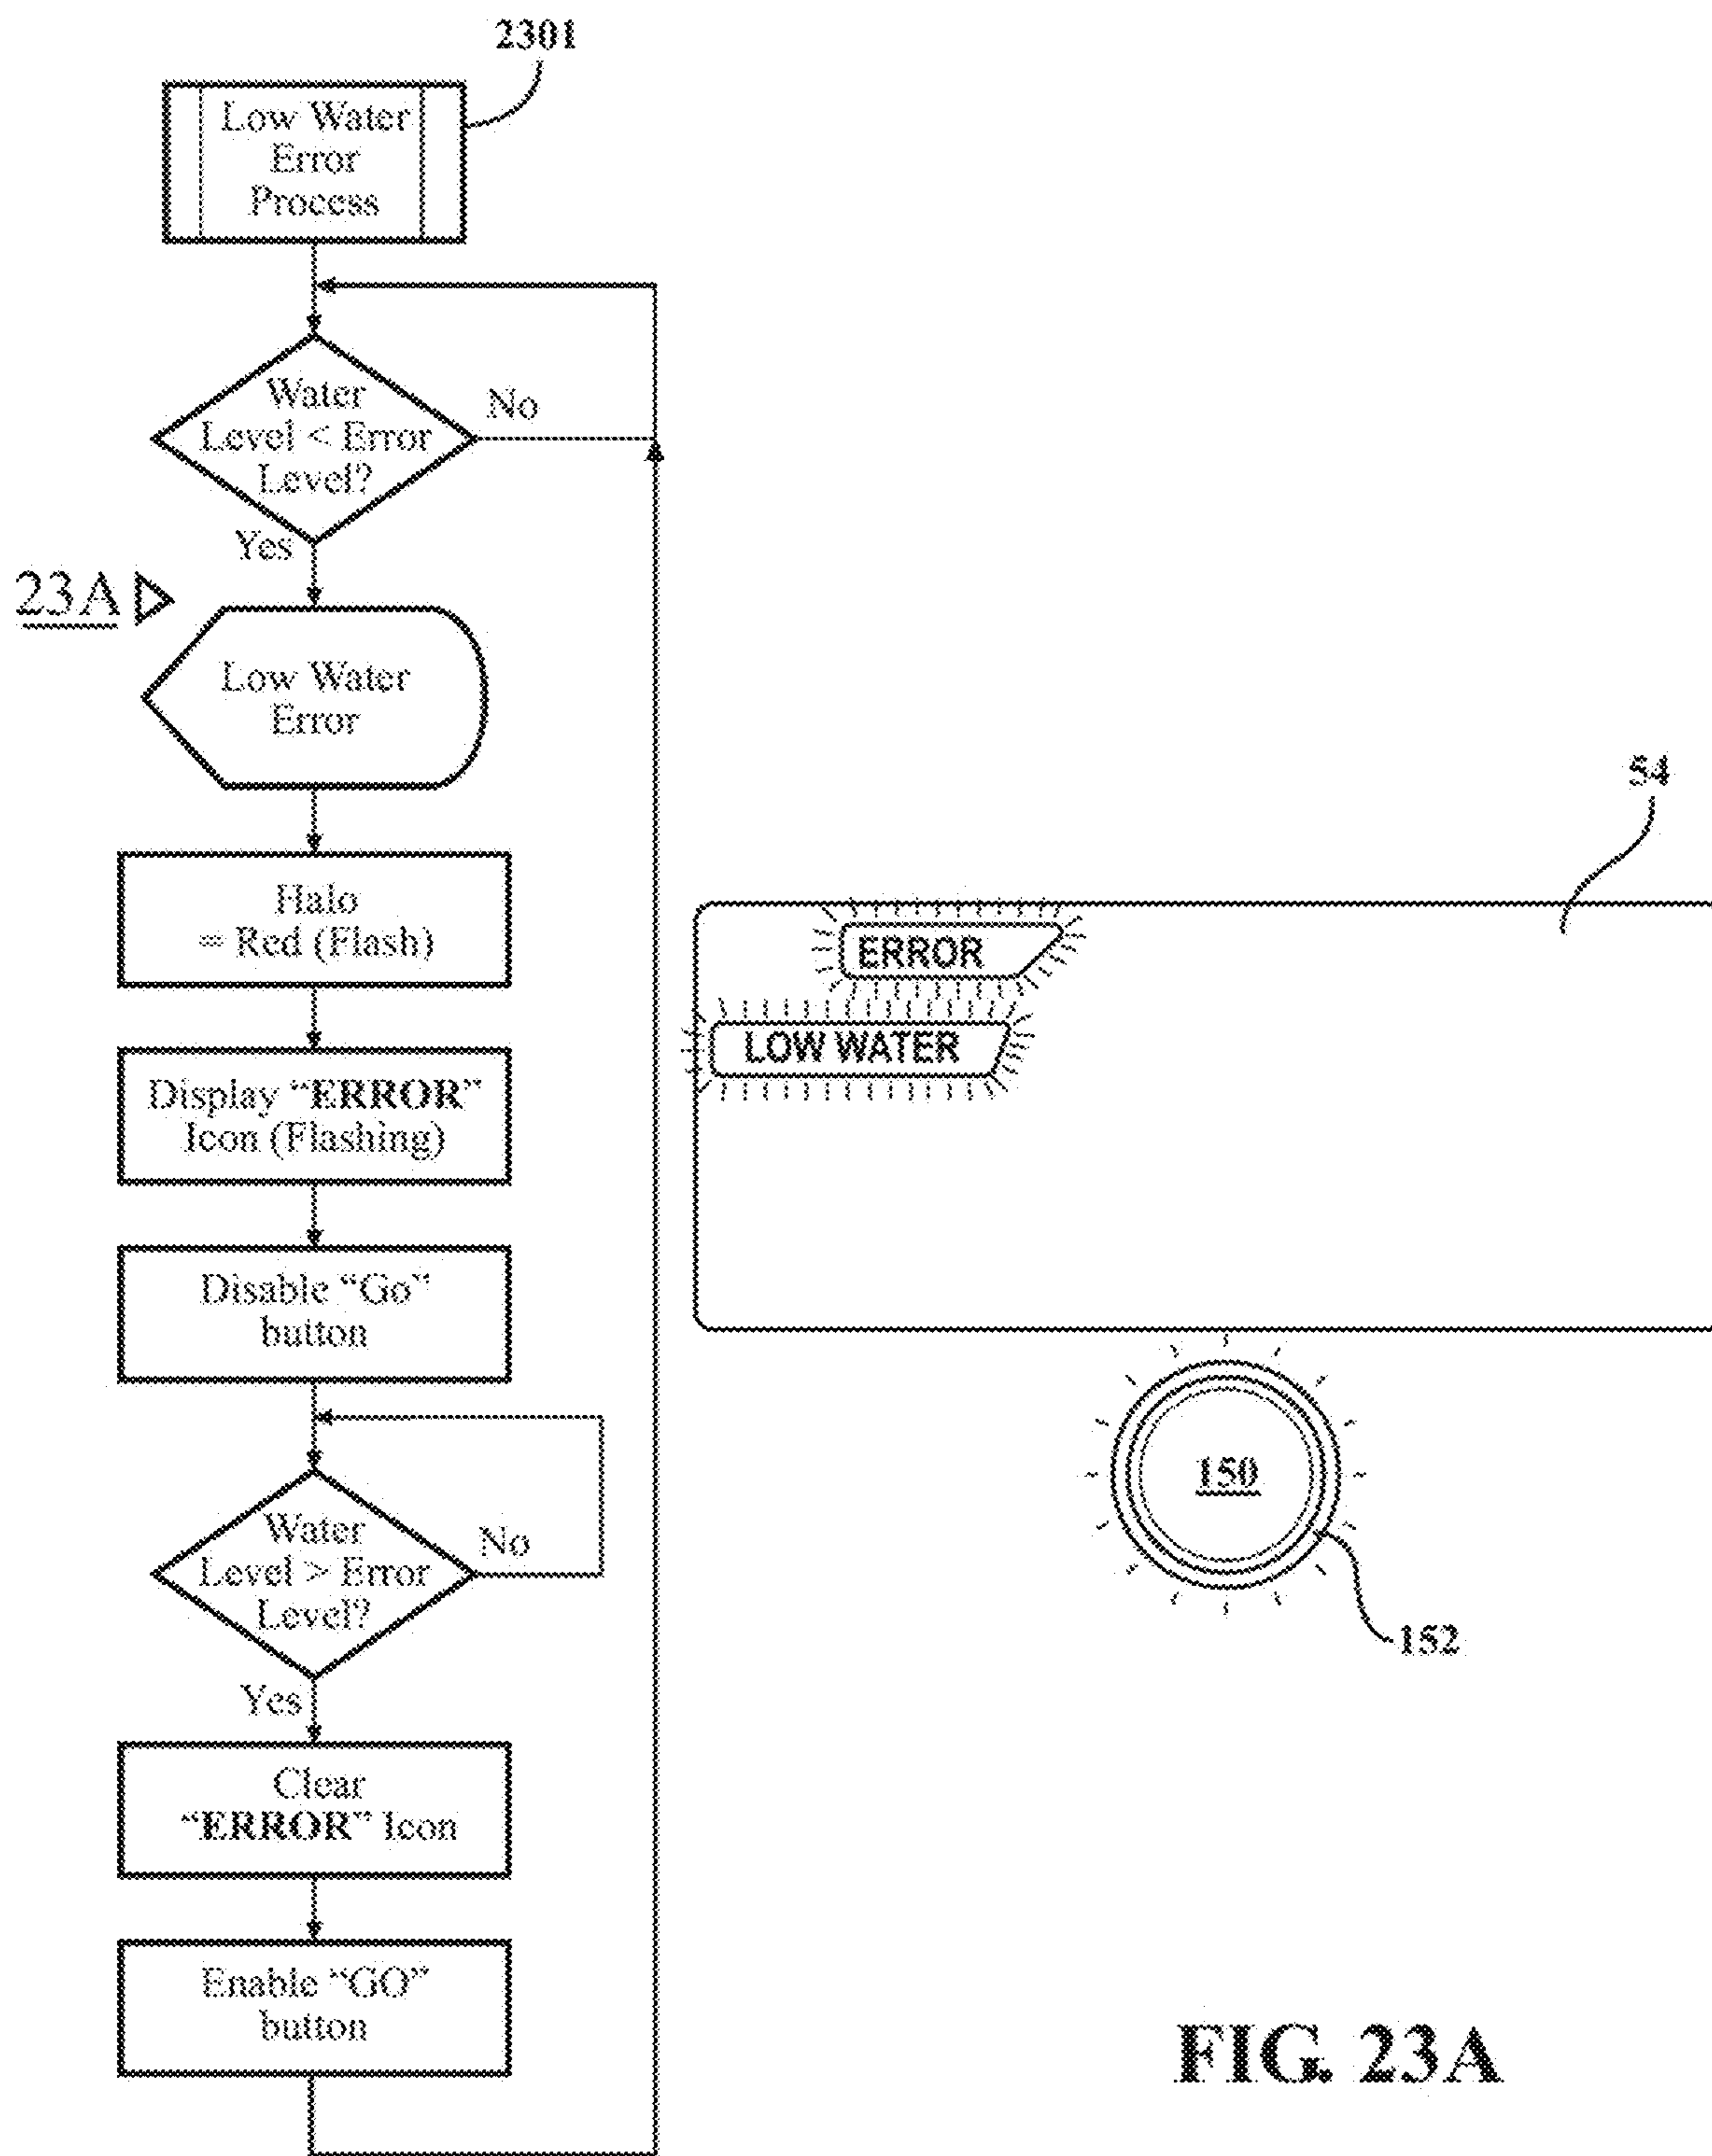 2301
Low Water
Error
Process
Water
Level < Error
Level?
No
Yes
23A
Low Water
Error
Halo
= Red (Flash)
Display “ERROR”
Icon (Flashing)
Disable “Go”
button
Water
Level > Error
Level?
No
Yes
Clear
“ERROR” Icon
Enable “GO”
button
54
ERROR
LOW WATER
150
152
FIG. 23A